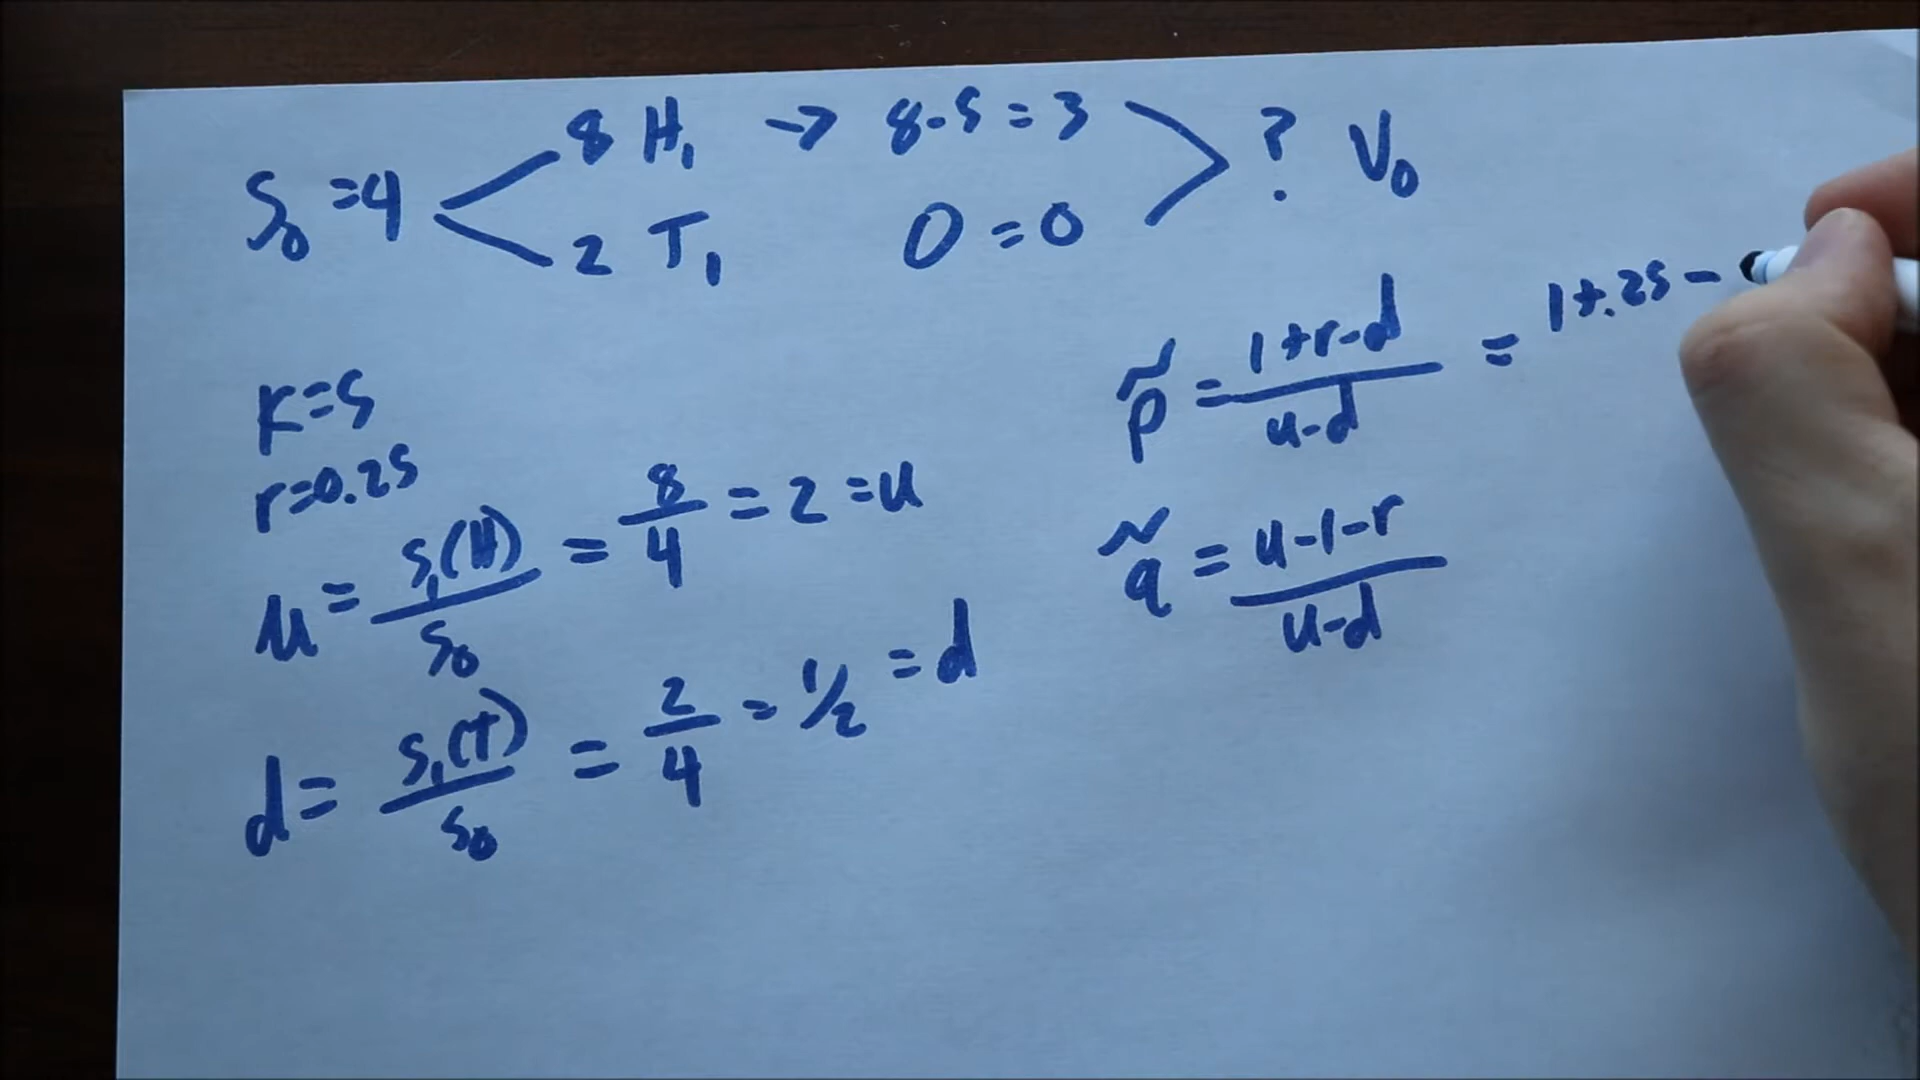 S₀ = 4 < 8 H₁ → 8-5 = 3 > ? V₀
2 T₁ 0 = 0
K = 5
r = 0.25
u = S₁(H)/S₀ = 8/4 = 2 = u
d = S₁(T)/S₀ = 2/4 = 1/2 = d
p̃ = (1+r-d)/(u-d) = 1+.25 -
q̃ = (u-1-r)/(u-d)